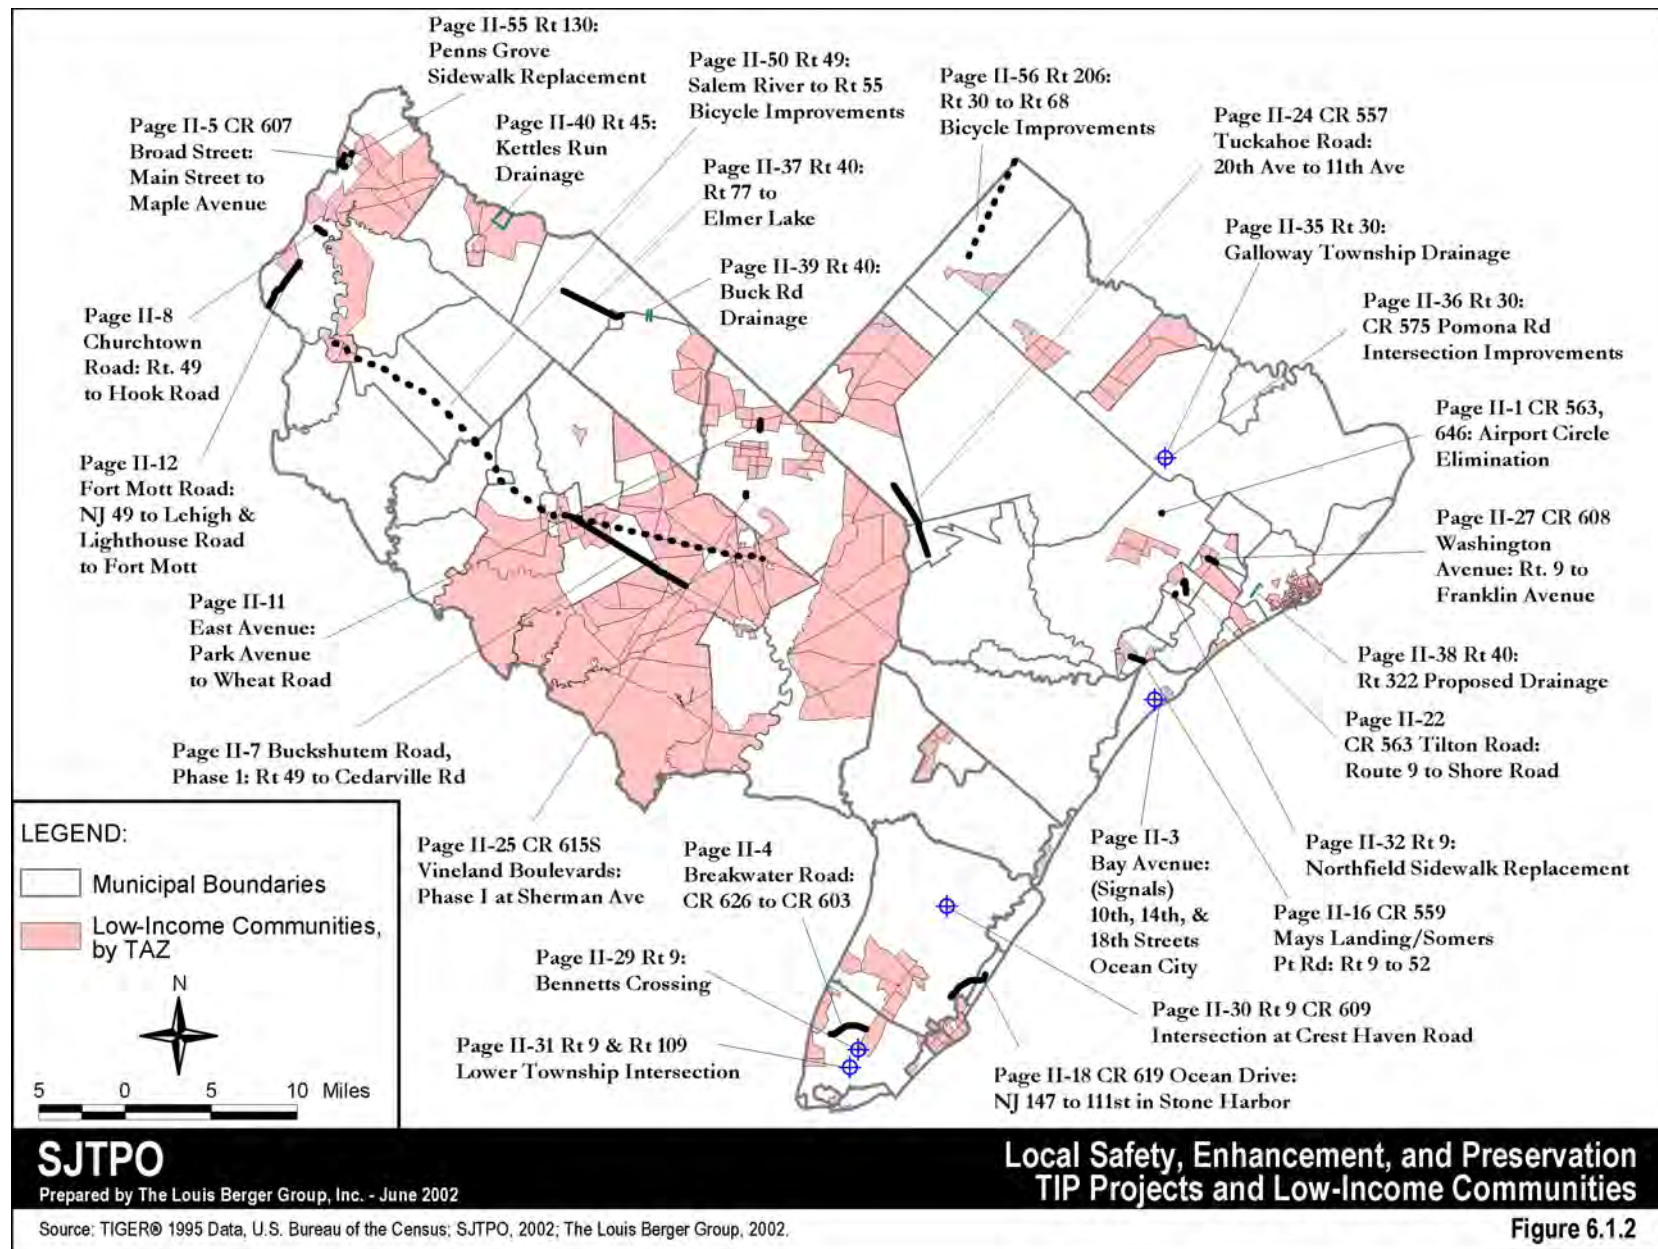 Page II-55 Rt 130:
Penns Grove
Sidewalk Replacement
Page II-50 Rt 49:
Salem River to Rt 55
Bicycle Improvements
Page II-56 Rt 206:
Rt 30 to Rt 68
Bicycle Improvements
Page II-24 CR 557
Tuckahoe Road:
20th Ave to 11th Ave
Page II-5 CR 607
Broad Street:
Main Street to
Maple Avenue
Page II-40 Rt 45:
Kettles Run
Drainage
Page II-37 Rt 40:
Rt 77 to
Elmer Lake
Page II-35 Rt 30:
Galloway Township Drainage
Page II-39 Rt 40:
Buck Rd
Drainage
Page II-36 Rt 30:
CR 575 Pomona Rd
Intersection Improvements
Page II-8
Churchtown
Road: Rt. 49
to Hook Road
Page II-1 CR 563,
646: Airport Circle
Elimination
Page II-12
Fort Mott Road:
NJ 49 to Lehigh &
Lighthouse Road
to Fort Mott
Page II-27 CR 608
Washington
Avenue: Rt. 9 to
Franklin Avenue
Page II-11
East Avenue:
Park Avenue
to Wheat Road
Page II-38 Rt 40:
Rt 322 Proposed Drainage
Page II-22
CR 563 Tilton Road:
Route 9 to Shore Road
Page II-7 Buckshutem Road,
Phase 1: Rt 49 to Cedarville Rd
Page II-25 CR 615S
Vineland Boulevards:
Phase I at Sherman Ave
Page II-4
Breakwater Road:
CR 626 to CR 603
Page II-3
Bay Avenue:
(Signals)
10th, 14th, &
18th Streets
Ocean City
Page II-32 Rt 9:
Northfield Sidewalk Replacement
Page II-16 CR 559
Mays Landing/Somers
Pt Rd: Rt 9 to 52
Page II-29 Rt 9:
Bennetts Crossing
Page II-30 Rt 9 CR 609
Intersection at Crest Haven Road
Page II-31 Rt 9 & Rt 109
Lower Township Intersection
Page II-18 CR 619 Ocean Drive:
NJ 147 to 111st in Stone Harbor
LEGEND:
Municipal Boundaries
Low-Income Communities,
by TAZ
N
5 0 5 10 Miles
SJTPO
Prepared by The Louis Berger Group, Inc. - June 2002
Local Safety, Enhancement, and Preservation
TIP Projects and Low-Income Communities
Source: TIGER® 1995 Data, U.S. Bureau of the Census; SJTPO, 2002; The Louis Berger Group, 2002.
Figure 6.1.2